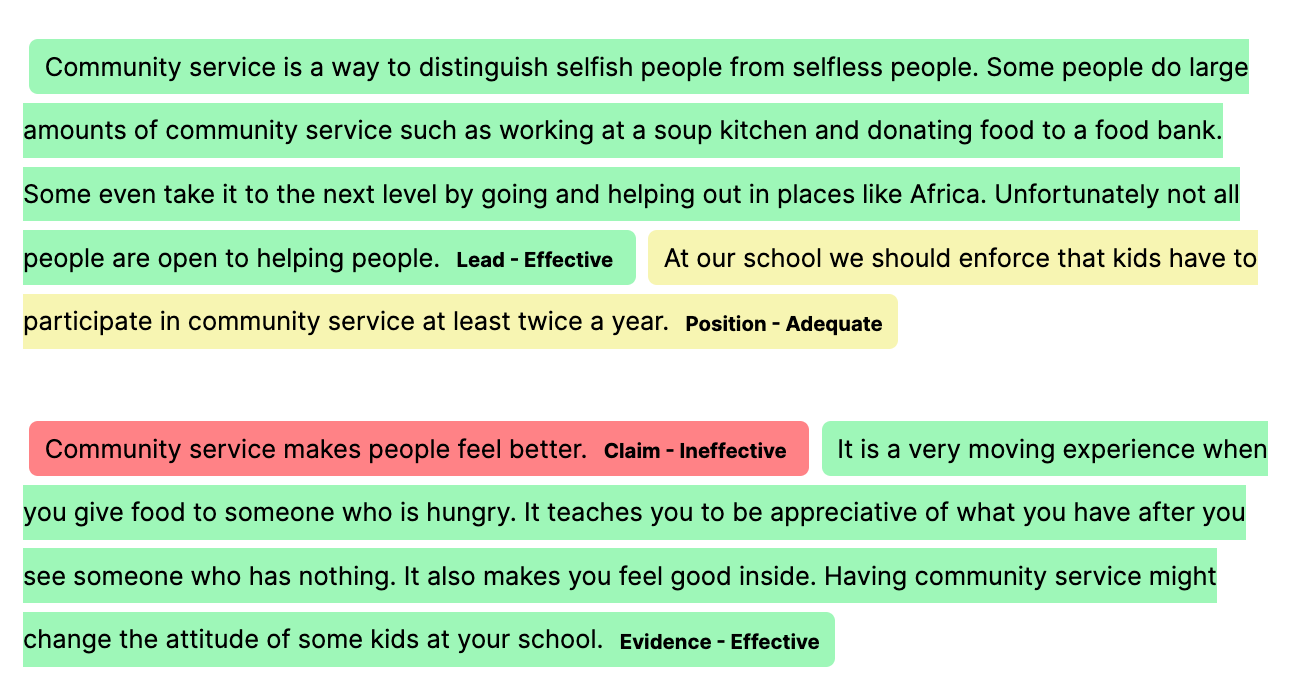 Community service is a way to distinguish selfish people from selfless people. Some people do large
amounts of community service such as working at a soup kitchen and donating food to a food bank.
Some even take it to the next level by going and helping out in places like Africa. Unfortunately not all
people are open to helping people. Lead - Effective At our school we should enforce that kids have to
participate in community service at least twice a year. Position - Adequate
Community service makes people feel better. Claim - Ineffective It is a very moving experience when
you give food to someone who is hungry. It teaches you to be appreciative of what you have after you
see someone who has nothing. It also makes you feel good inside. Having community service might
change the attitude of some kids at your school. Evidence - Effective